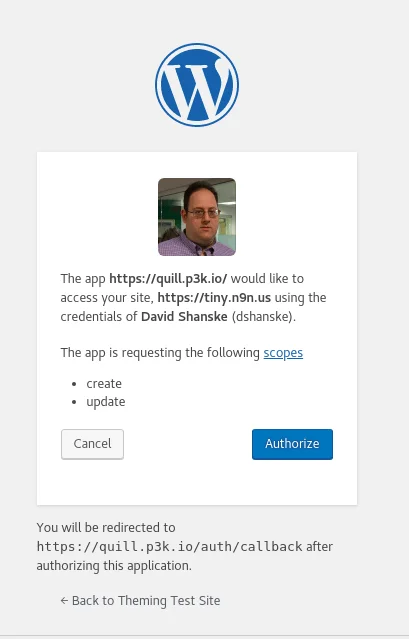 The app https://quill.p3k.io/ would like to
access your site, https://tiny.n9n.us using the
credentials of David Shanske (dshanske).
The app is requesting the following scopes
• create
• update
Cancel
Authorize
You will be redirected to
https://quill.p3k.io/auth/callback after
authorizing this application.
← Back to Theming Test Site